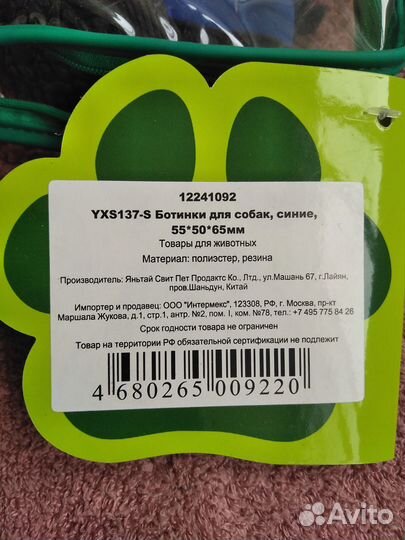 12241092
YXS137-S Ботинки для собак, синие,
55*50*65мм
Товары для животных
Материал: полиэстер, резина
Производитель: Яньтай Свит Пет Продактс Ко., Лтд., ул.Машань 67, г.Лайян,
пров.Шаньдун, Китай
Импортер и продавец: ООО "Интермекс", 123308, РФ, г. Москва, пр-кт
Маршала Жукова, д.1, стр.1, антр. №2, пом. I, ком. №78, тел.: +7 495 775 84 26
Срок годности товара не ограничен
Товар на территории РФ обязательной сертификации не подлежит
4 680265 009220
Avito